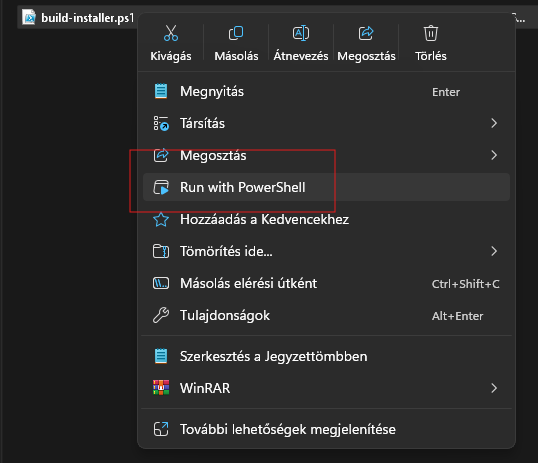 build-installer.ps1
Kivágás Másolás Átnevezés Megosztás Törlés
Megnyitás Enter
Társítás
Megosztás
Run with PowerShell
Hozzáadás a Kedvencekhez
Tömörítés ide...
Másolás elérési útként Ctrl+Shift+C
Tulajdonságok Alt+Enter
Szerkesztés a Jegyzettömbben
WinRAR
További lehetőségek megjelenítése